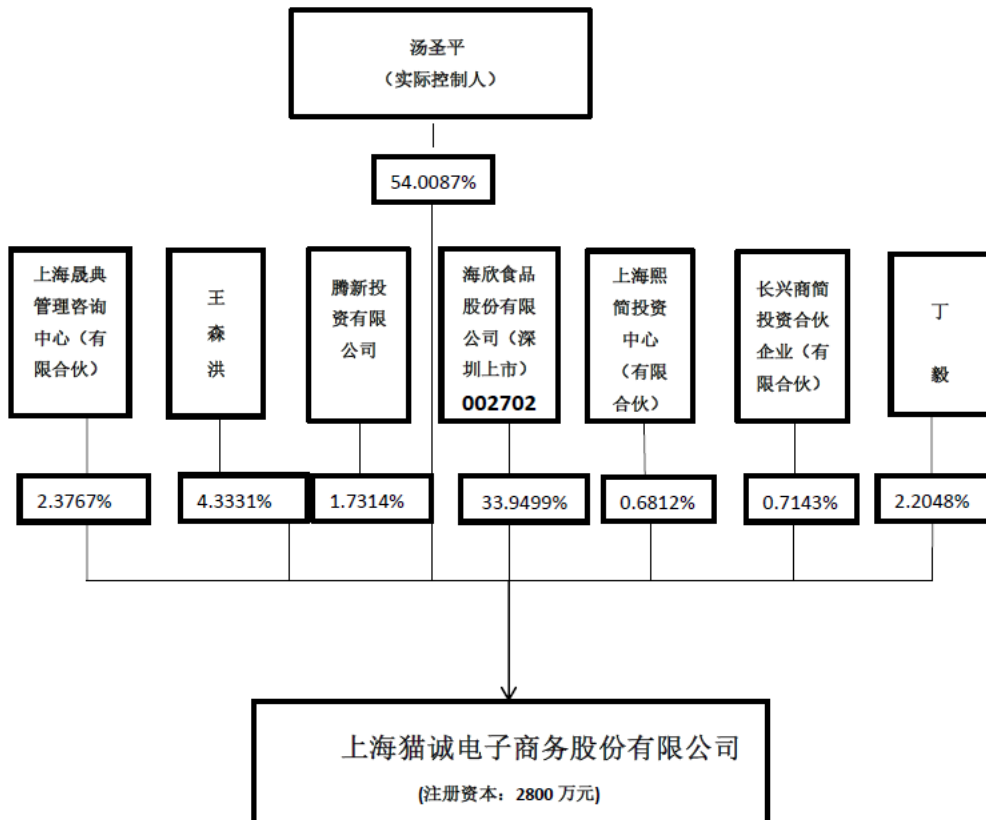 汤圣平
（实际控制人）
54.0087%
上海晟典
管理咨询
中心（有
限合伙）
王
森
洪
腾新投
资有限
公司
海欣食品
股份有限
公司（深
圳上市）
002702
上海熙
简投资
中心
（有限
合伙）
长兴商简
投资合伙
企业（有
限合伙）
丁
毅
2.3767%
4.3331%
1.7314%
33.9499%
0.6812%
0.7143%
2.2048%
上海猫诚电子商务股份有限公司
(注册资本：2800 万元)